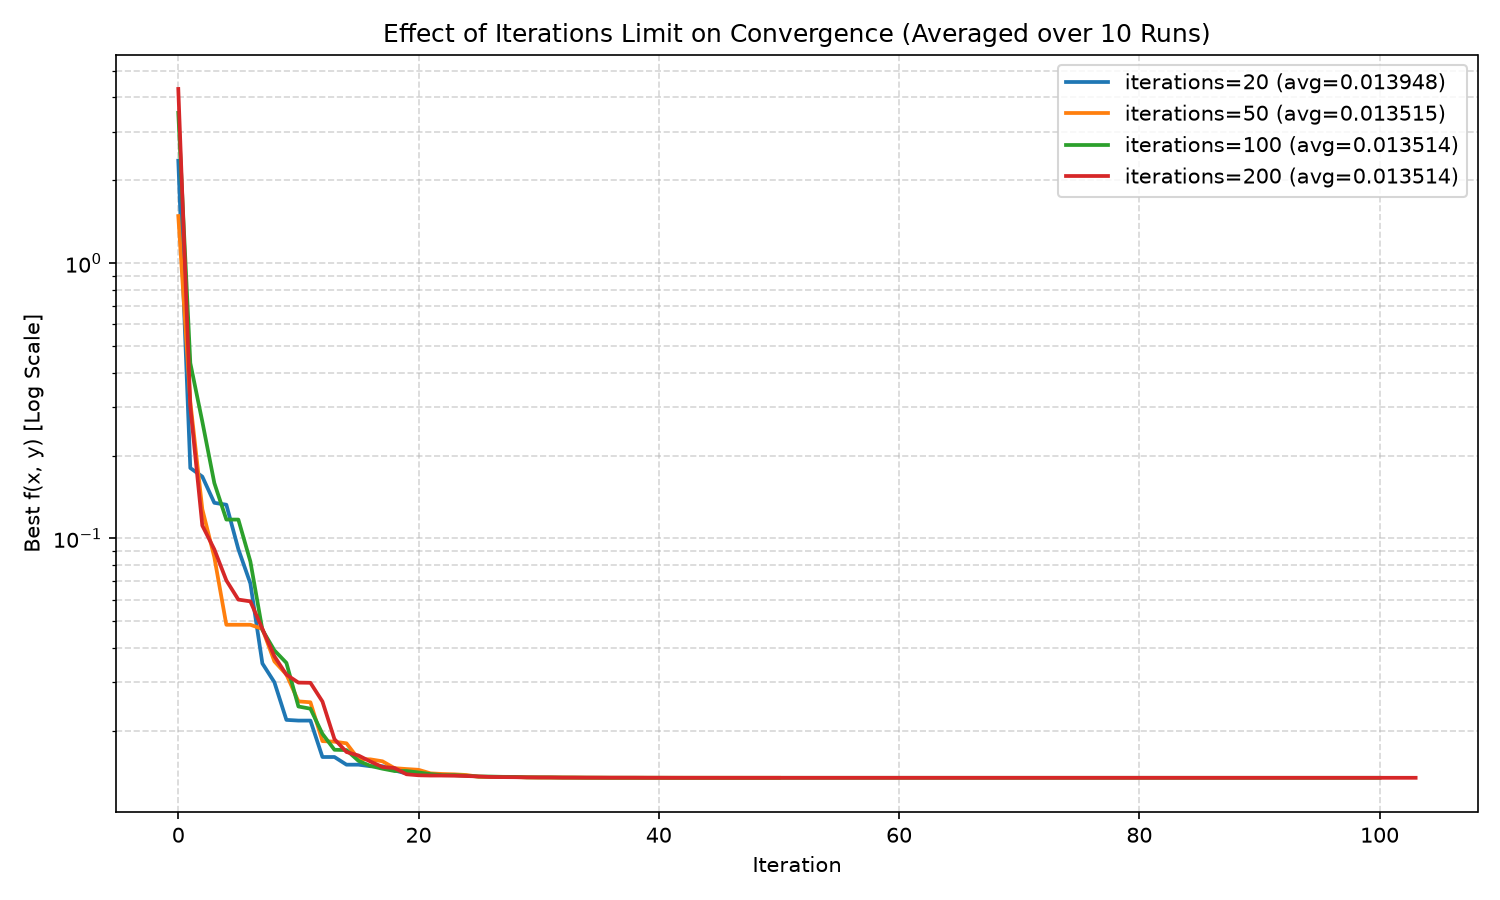 Effect of Iterations Limit on Convergence (Averaged over 10 Runs)
iterations=20 (avg=0.013948)
iterations=50 (avg=0.013515)
iterations=100 (avg=0.013514)
iterations=200 (avg=0.013514)
Best f(x, y) [Log Scale]
10⁰
10⁻¹
0 20 40 60 80 100
Iteration